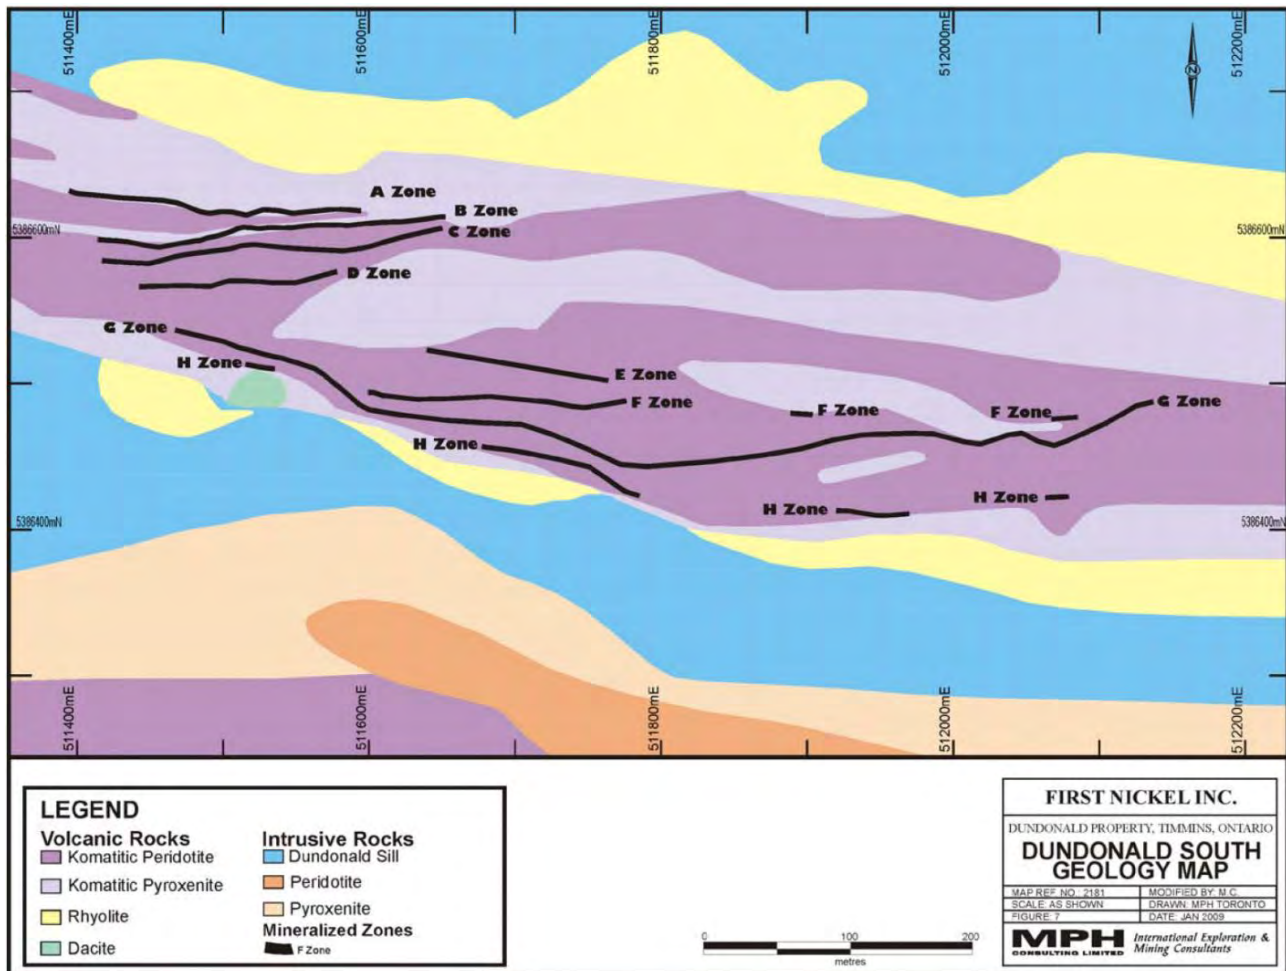 511400mE
511600mE
511800mE
512000mE
512200mE
N
A Zone
B Zone
5386600mN
5386600mN
C Zone
D Zone
G Zone
H Zone
E Zone
F Zone
F Zone
F Zone
G Zone
H Zone
H Zone
H Zone
5386400mN
5386400mN
511400mE
511600mE
511800mE
512000mE
512200mE
LEGEND
Volcanic Rocks
Komatitic Peridotite
Komatitic Pyroxenite
Rhyolite
Dacite
Intrusive Rocks
Dundonald Sill
Peridotite
Pyroxenite
Mineralized Zones
F Zone
0 100 200
metres
FIRST NICKEL INC.
DUNDONALD PROPERTY, TIMMINS, ONTARIO
DUNDONALD SOUTH
GEOLOGY MAP
MAP REF. NO.: 2181 MODIFIED BY: M.C.
SCALE: AS SHOWN DRAWN: MPH TORONTO
FIGURE: 7 DATE: JAN 2009
MPH
CONSULTING LIMITED
International Exploration &
Mining Consultants